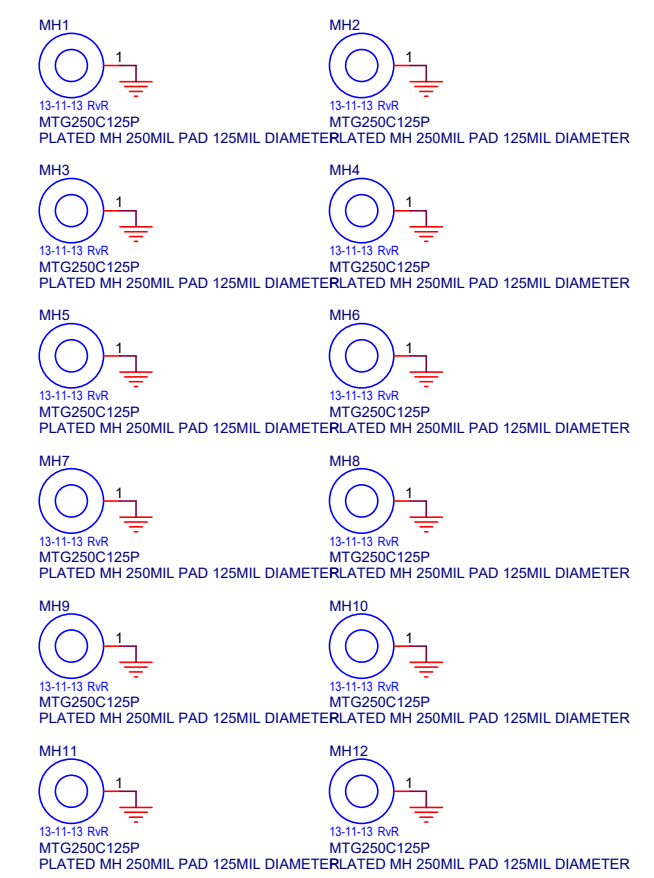 MH1 MH2
1 1
13-11-13 RvR 13-11-13 RvR
MTG250C125P MTG250C125P
PLATED MH 250MIL PAD 125MIL DIAMETER PLATED MH 250MIL PAD 125MIL DIAMETER
MH3 MH4
1 1
13-11-13 RvR 13-11-13 RvR
MTG250C125P MTG250C125P
PLATED MH 250MIL PAD 125MIL DIAMETER PLATED MH 250MIL PAD 125MIL DIAMETER
MH5 MH6
1 1
13-11-13 RvR 13-11-13 RvR
MTG250C125P MTG250C125P
PLATED MH 250MIL PAD 125MIL DIAMETER PLATED MH 250MIL PAD 125MIL DIAMETER
MH7 MH8
1 1
13-11-13 RvR 13-11-13 RvR
MTG250C125P MTG250C125P
PLATED MH 250MIL PAD 125MIL DIAMETER PLATED MH 250MIL PAD 125MIL DIAMETER
MH9 MH10
1 1
13-11-13 RvR 13-11-13 RvR
MTG250C125P MTG250C125P
PLATED MH 250MIL PAD 125MIL DIAMETER PLATED MH 250MIL PAD 125MIL DIAMETER
MH11 MH12
1 1
13-11-13 RvR 13-11-13 RvR
MTG250C125P MTG250C125P
PLATED MH 250MIL PAD 125MIL DIAMETER PLATED MH 250MIL PAD 125MIL DIAMETER